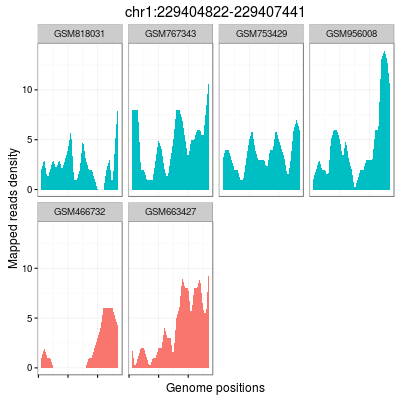 chr1:229404822-229407441
GSM818031 GSM767343 GSM753429 GSM956008
10
5
0
GSM466732 GSM663427
10
5
0
Mapped reads density
Genome positions